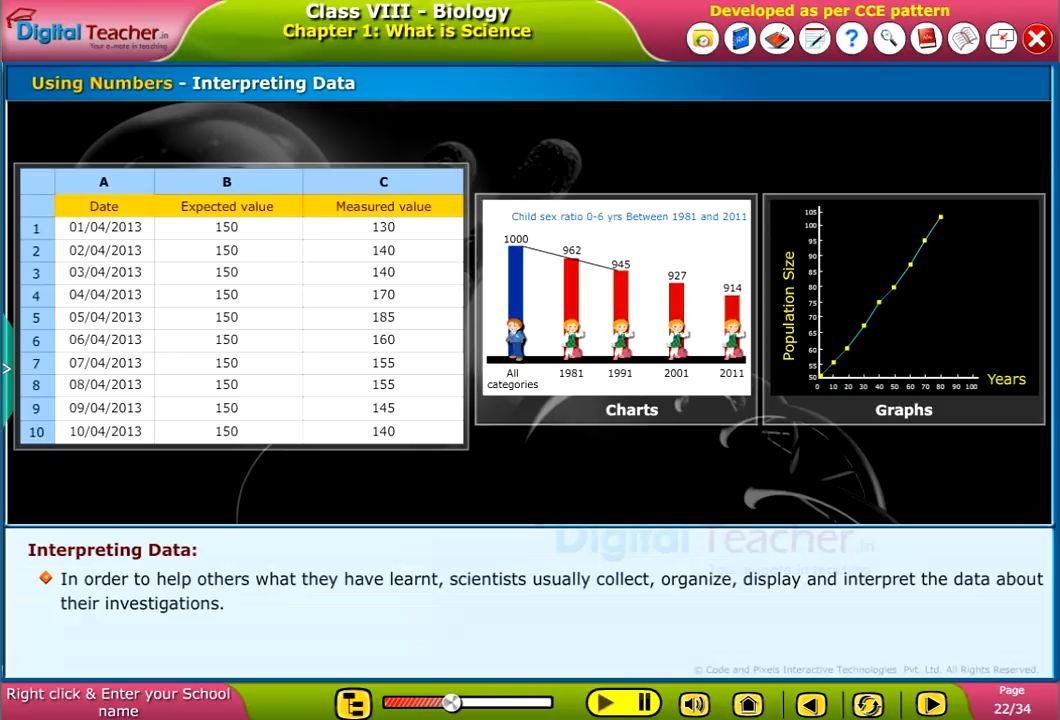 Digital Teacher.in
Your e-mate in teaching
Class VIII - Biology
Chapter 1: What is Science
Developed as per CCE pattern
Using Numbers - Interpreting Data
A B C
Date Expected value Measured value
1 01/04/2013 150 130
2 02/04/2013 150 140
3 03/04/2013 150 140
4 04/04/2013 150 170
5 05/04/2013 150 185
6 06/04/2013 150 160
7 07/04/2013 150 155
8 08/04/2013 150 155
9 09/04/2013 150 145
10 10/04/2013 150 140
Child sex ratio 0-6 yrs Between 1981 and 2011
1000
962
945
927
914
All categories 1981 1991 2001 2011
Charts
Population Size
105
100
95
90
85
80
75
70
65
60
55
50
0 10 20 30 40 50 60 70 80 90 100
Years
Graphs
Digital Teacher.in
Interpreting Data:
In order to help others what they have learnt, scientists usually collect, organize, display and interpret the data about
their investigations.
© Code and Pixels Interactive Technologies Pvt. Ltd. All Rights Reserved.
Right click & Enter your School
name
Page
22/34